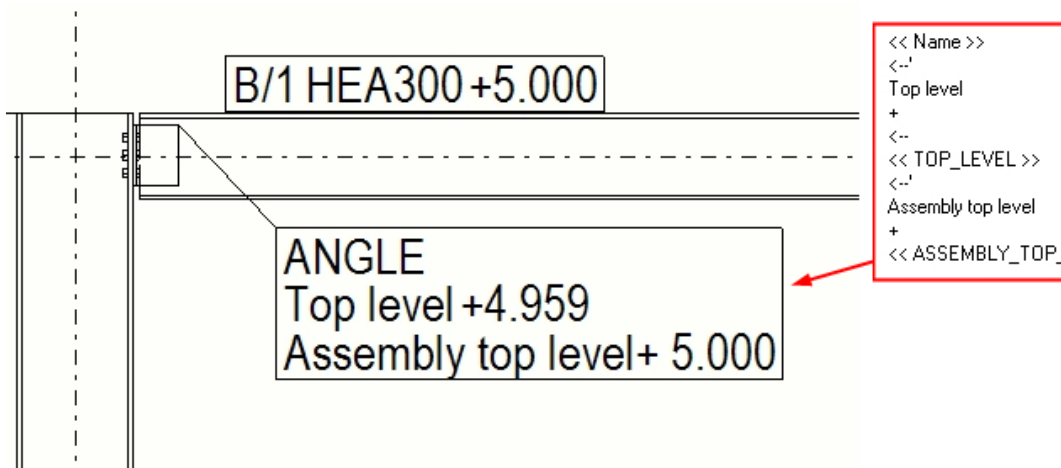 B/1 HEA300 +5.000
ANGLE
Top level +4.959
Assembly top level+ 5.000
<< Name >>
<--'
Top level
+
<--
<< TOP_LEVEL >>
<--'
Assembly top level
+
<< ASSEMBLY_TOP_